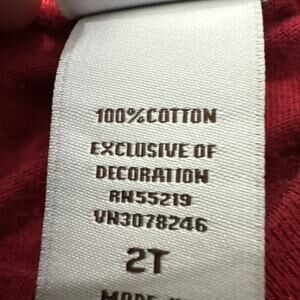 100%COTTON
EXCLUSIVE OF
DECORATION
RN55219
VN3078246
2T